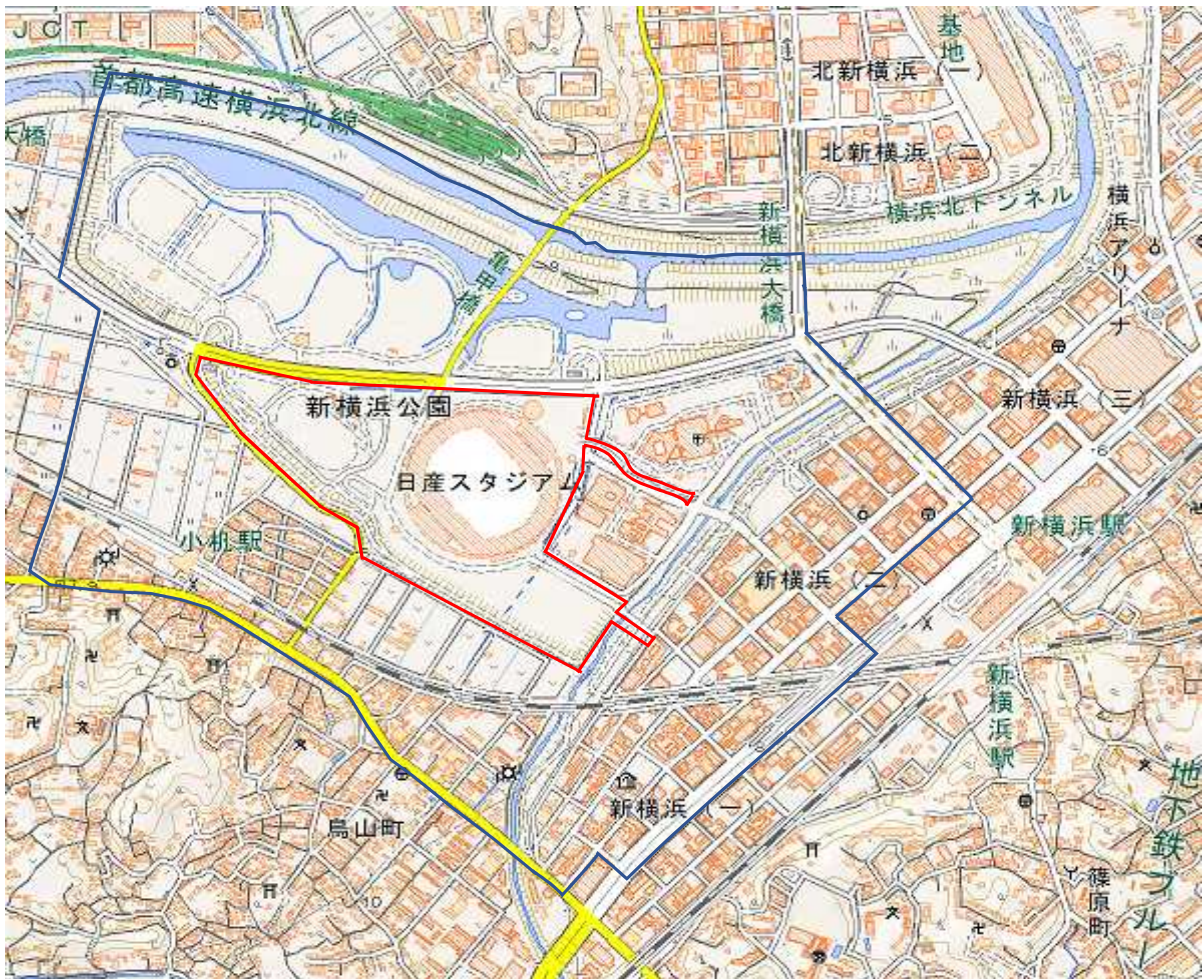 JCT
基地
北新横浜（一）
首都高速横浜北線
大橋
北新横浜（二）
横浜北トンネル
新横浜大橋
横浜アリーナ
亀甲橋
新横浜公園
新横浜（三）
日産スタジアム
小机駅
新横浜駅
新横浜（二）
新横浜駅
新横浜（一）
鳥山町
地下鉄ブルー
篠原町
10